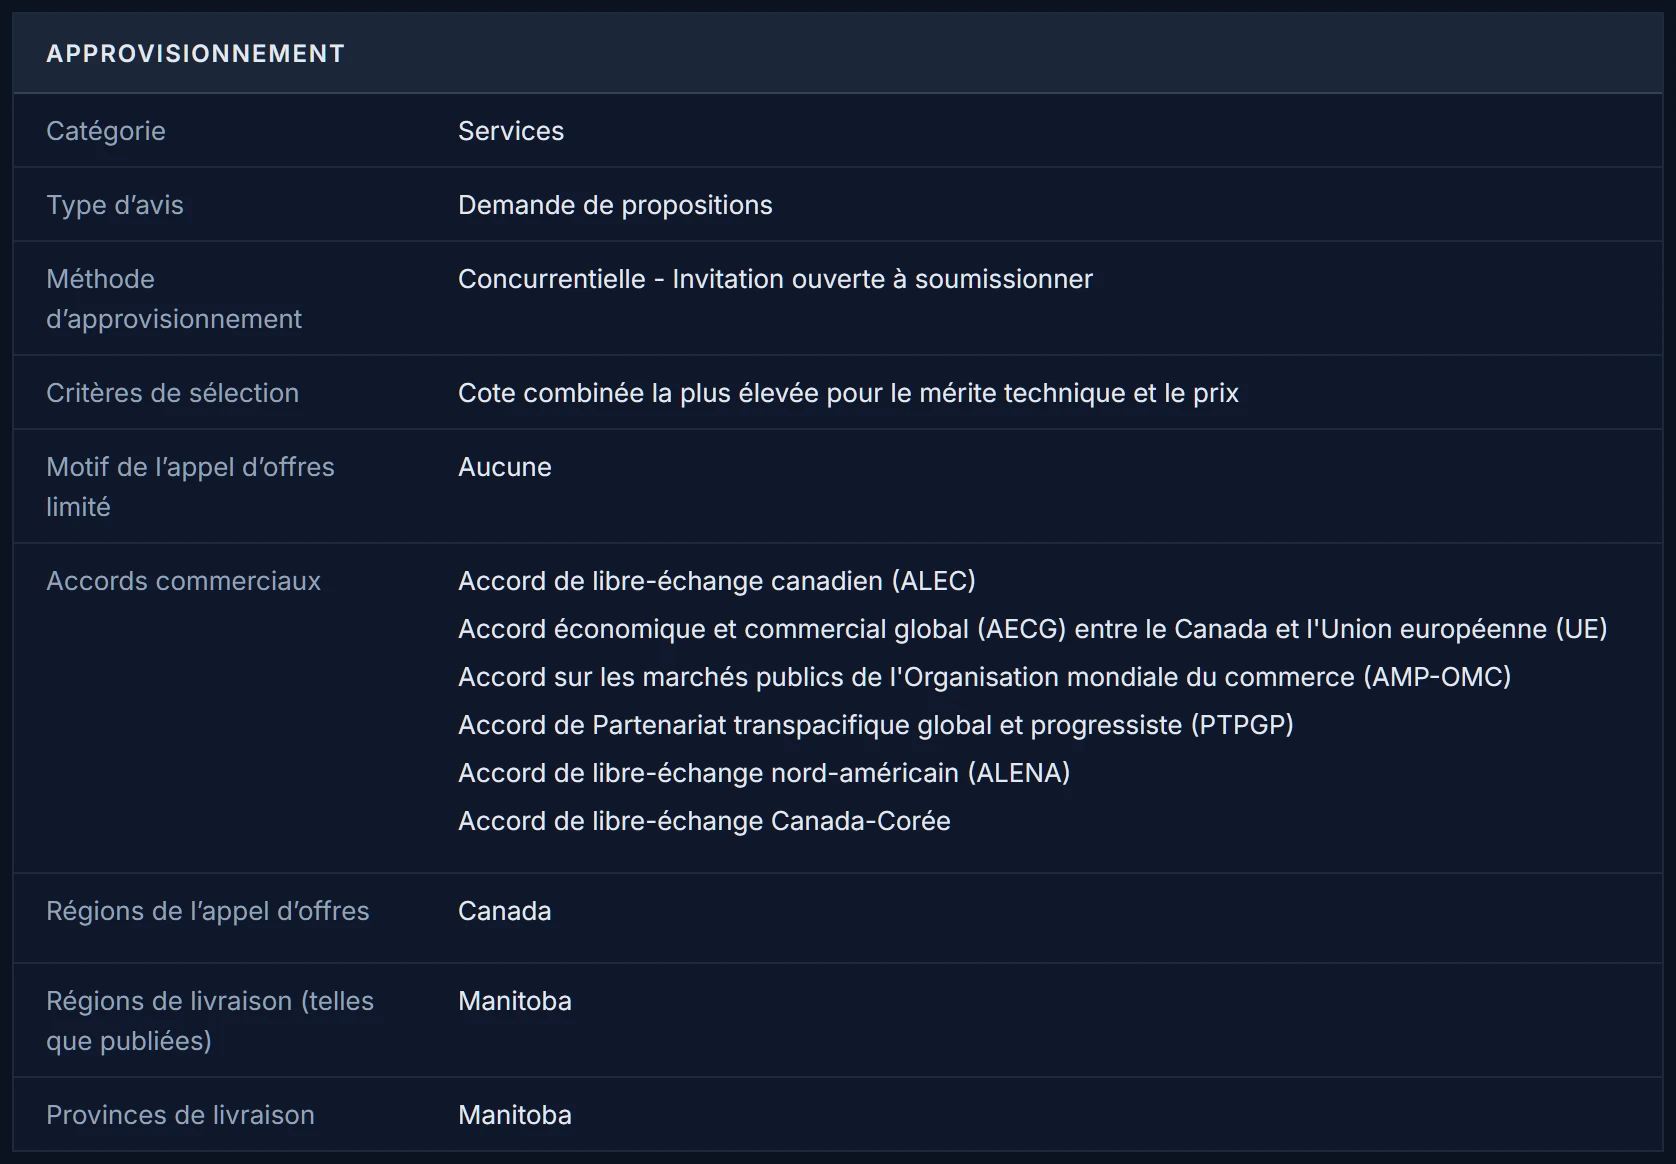 APPROVISIONNEMENT
Catégorie
Services
Type d’avis
Demande de propositions
Méthode
d’approvisionnement
Concurrentielle - Invitation ouverte à soumissionner
Critères de sélection
Cote combinée la plus élevée pour le mérite technique et le prix
Motif de l’appel d’offres
limité
Aucune
Accords commerciaux
Accord de libre-échange canadien (ALEC)
Accord économique et commercial global (AECG) entre le Canada et l'Union européenne (UE)
Accord sur les marchés publics de l'Organisation mondiale du commerce (AMP-OMC)
Accord de Partenariat transpacifique global et progressiste (PTPGP)
Accord de libre-échange nord-américain (ALENA)
Accord de libre-échange Canada-Corée
Régions de l’appel d’offres
Canada
Régions de livraison (telles
que publiées)
Manitoba
Provinces de livraison
Manitoba